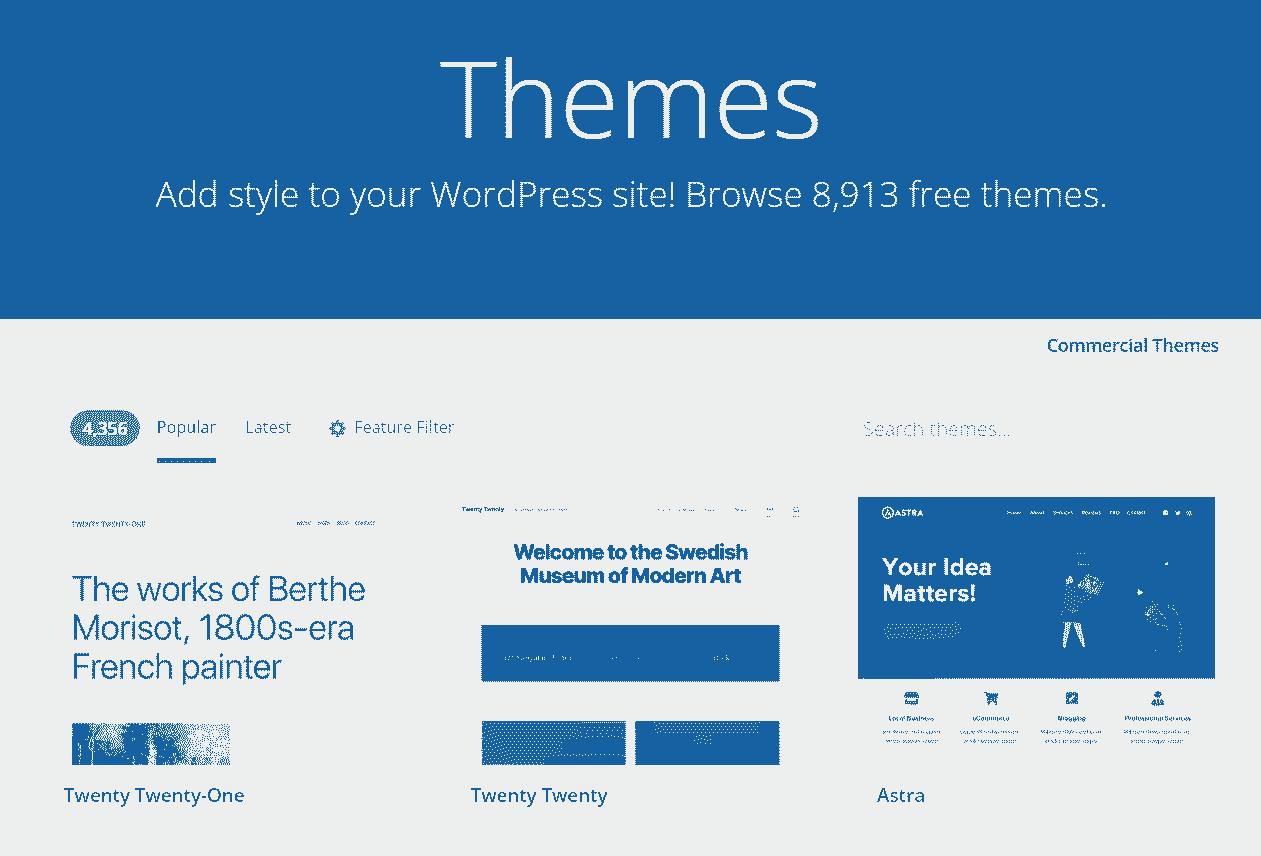 Themes
Add style to your WordPress site! Browse 8,913 free themes.
Commercial Themes
4,356 Popular Latest Feature Filter Search themes...
TWENTY TWENTY-ONE
Twenty Twenty
ASTRA
The works of Berthe
Morisot, 1800s-era
French painter
Welcome to the Swedish
Museum of Modern Art
Your Idea
Matters!
Local Business eCommerce Blogging Professional Services
Twenty Twenty-One Twenty Twenty Astra